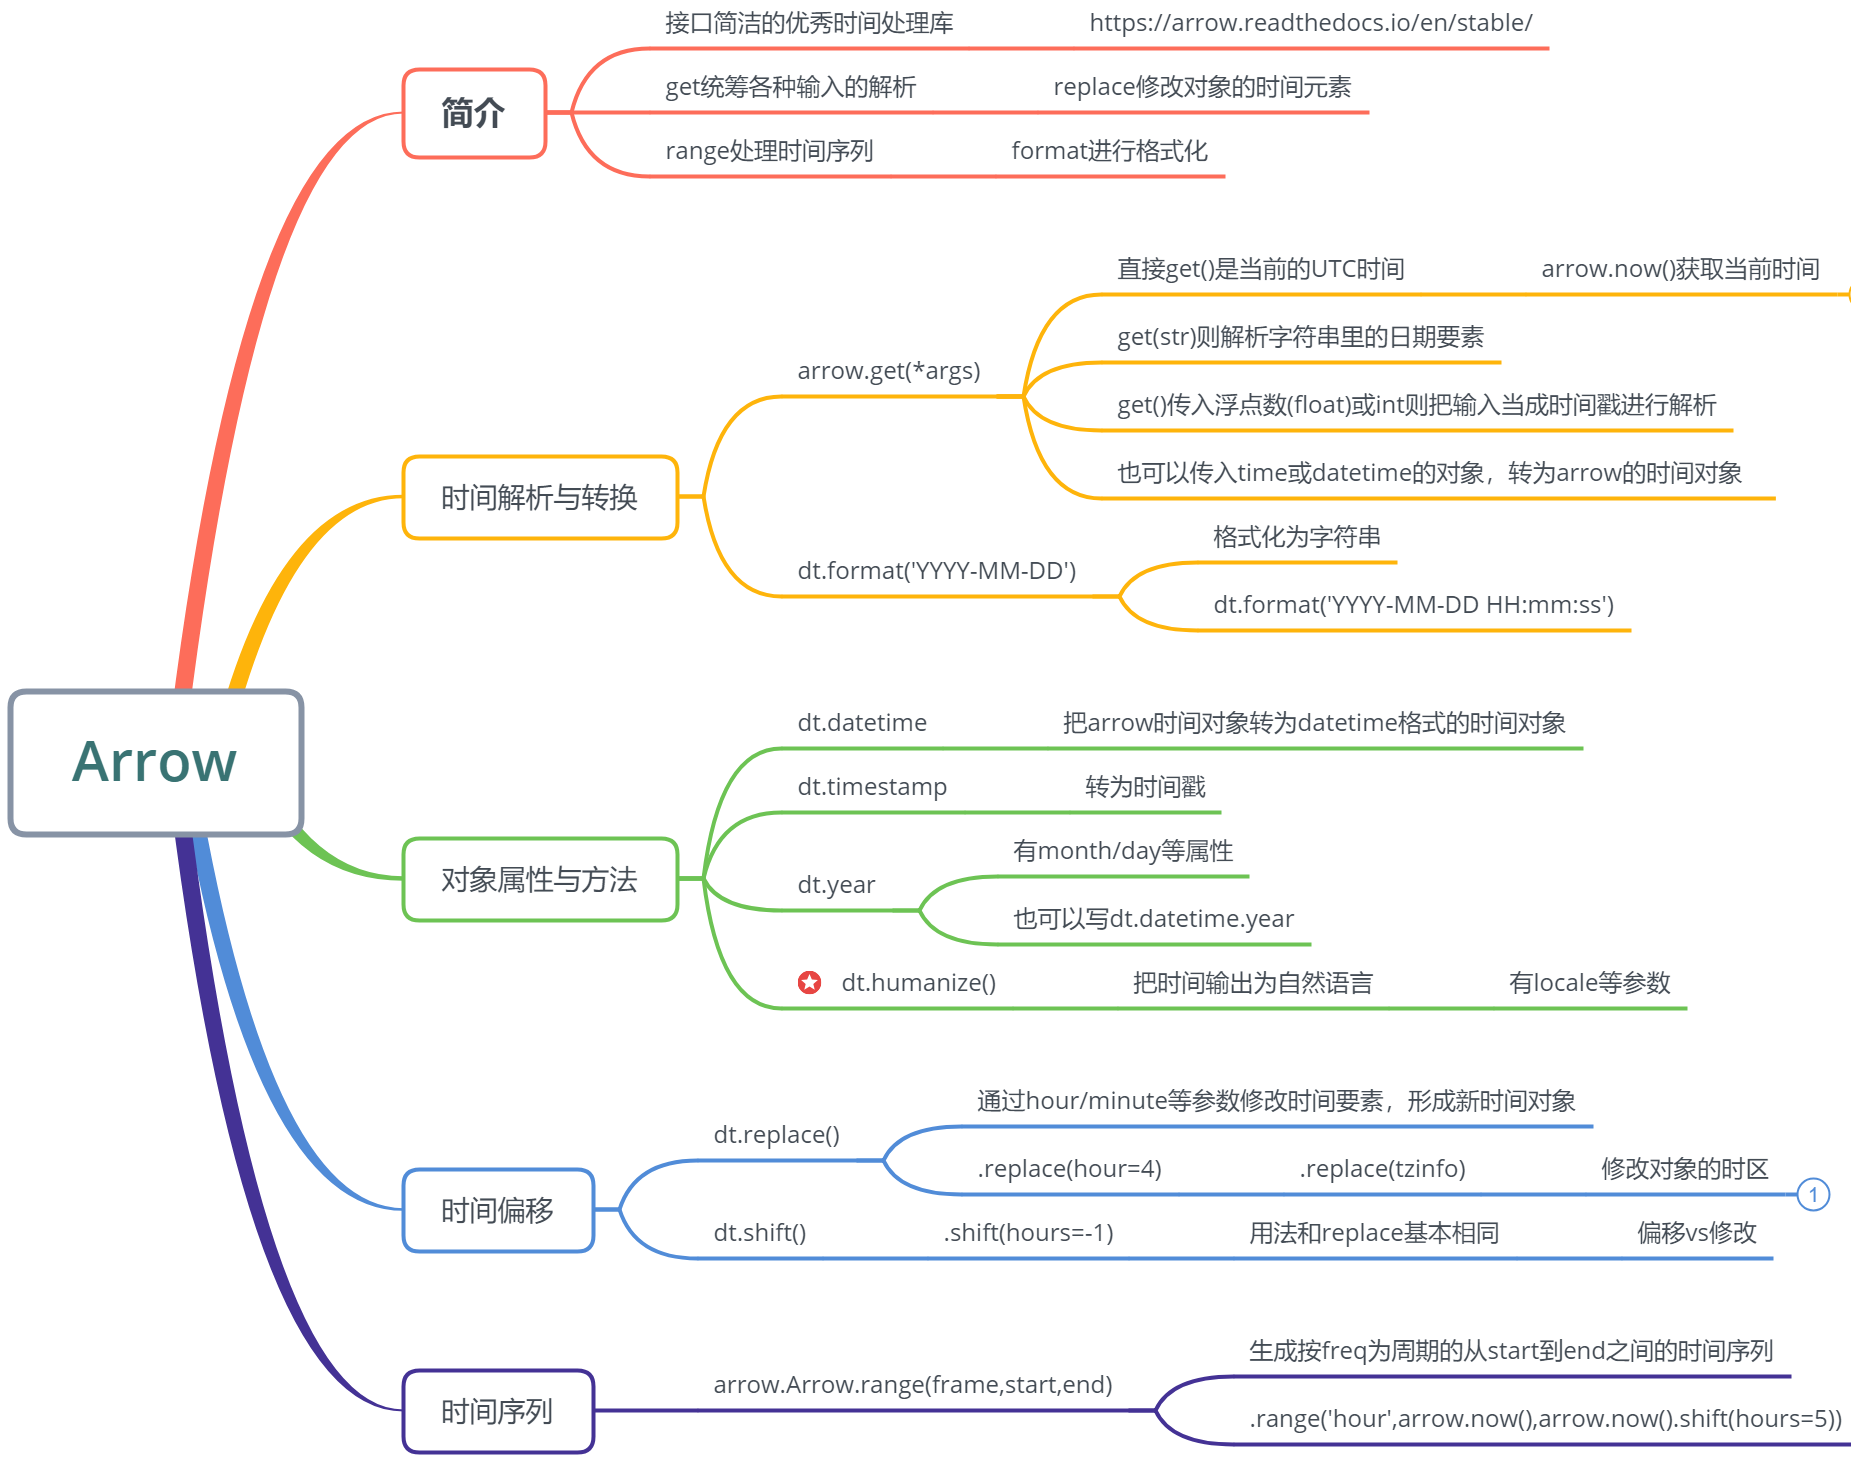 Arrow
简介
接口简洁的优秀时间处理库 https://arrow.readthedocs.io/en/stable/
get统筹各种输入的解析 replace修改对象的时间元素
range处理时间序列 format进行格式化
时间解析与转换
arrow.get(*args)
直接get()是当前的UTC时间 arrow.now()获取当前时间
get(str)则解析字符串里的日期要素
get()传入浮点数(float)或int则把输入当成时间戳进行解析
也可以传入time或datetime的对象，转为arrow的时间对象
dt.format('YYYY-MM-DD')
格式化为字符串
dt.format('YYYY-MM-DD HH:mm:ss')
对象属性与方法
dt.datetime 把arrow时间对象转为datetime格式的时间对象
dt.timestamp 转为时间戳
dt.year
有month/day等属性
也可以写dt.datetime.year
dt.humanize() 把时间输出为自然语言 有locale等参数
时间偏移
dt.replace()
通过hour/minute等参数修改时间要素，形成新时间对象
.replace(hour=4) .replace(tzinfo) 修改对象的时区 1
dt.shift() .shift(hours=-1) 用法和replace基本相同 偏移vs修改
时间序列
arrow.Arrow.range(frame,start,end)
生成按freq为周期的从start到end之间的时间序列
.range('hour',arrow.now(),arrow.now().shift(hours=5))